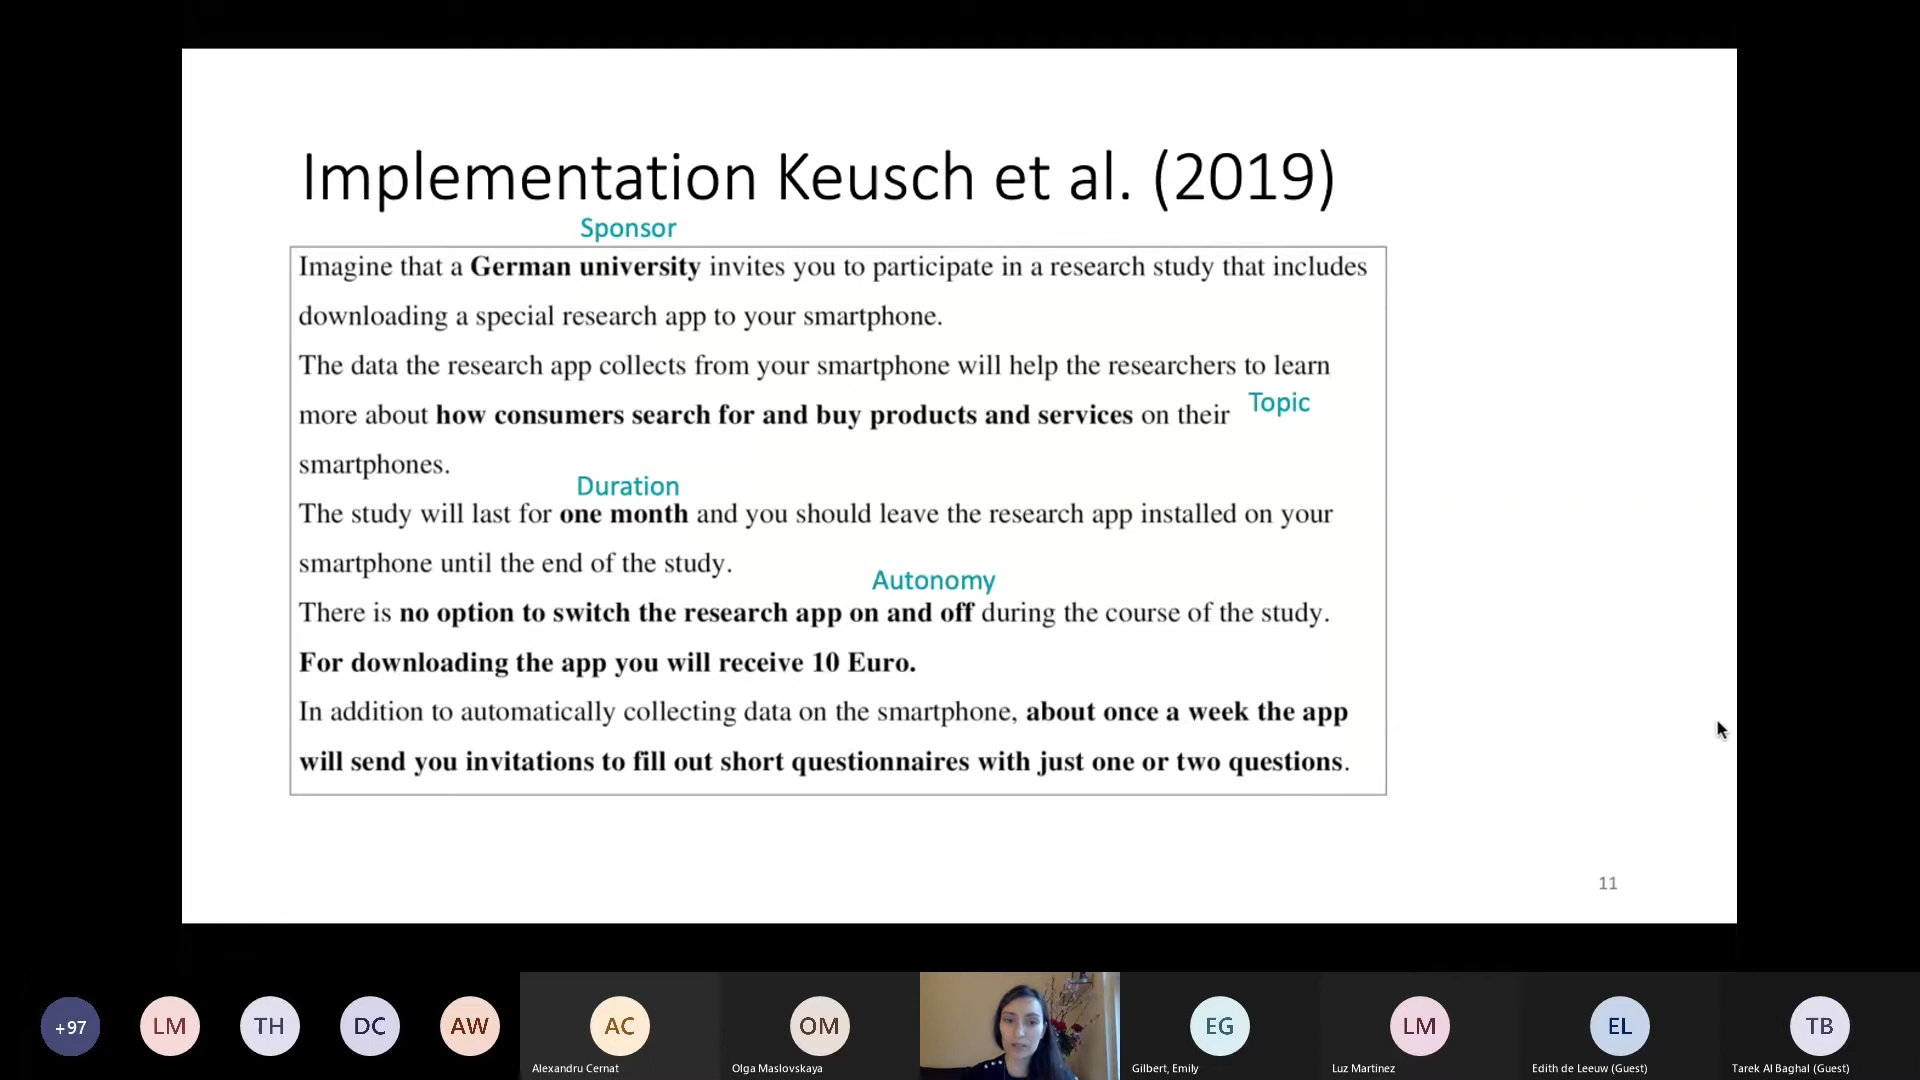 Implementation Keusch et al. (2019)
Sponsor
Imagine that a German university invites you to participate in a research study that includes
downloading a special research app to your smartphone.
The data the research app collects from your smartphone will help the researchers to learn
more about how consumers search for and buy products and services on their
Topic
smartphones.
Duration
The study will last for one month and you should leave the research app installed on your
smartphone until the end of the study.
Autonomy
There is no option to switch the research app on and off during the course of the study.
For downloading the app you will receive 10 Euro.
In addition to automatically collecting data on the smartphone, about once a week the app
will send you invitations to fill out short questionnaires with just one or two questions.
11
+97
LM
TH
DC
AW
AC
Alexandru Cernat
OM
Olga Maslovskaya
EG
Gilbert, Emily
LM
Luz Martinez
EL
Edith de Leeuw (Guest)
TB
Tarek Al Baghal (Guest)